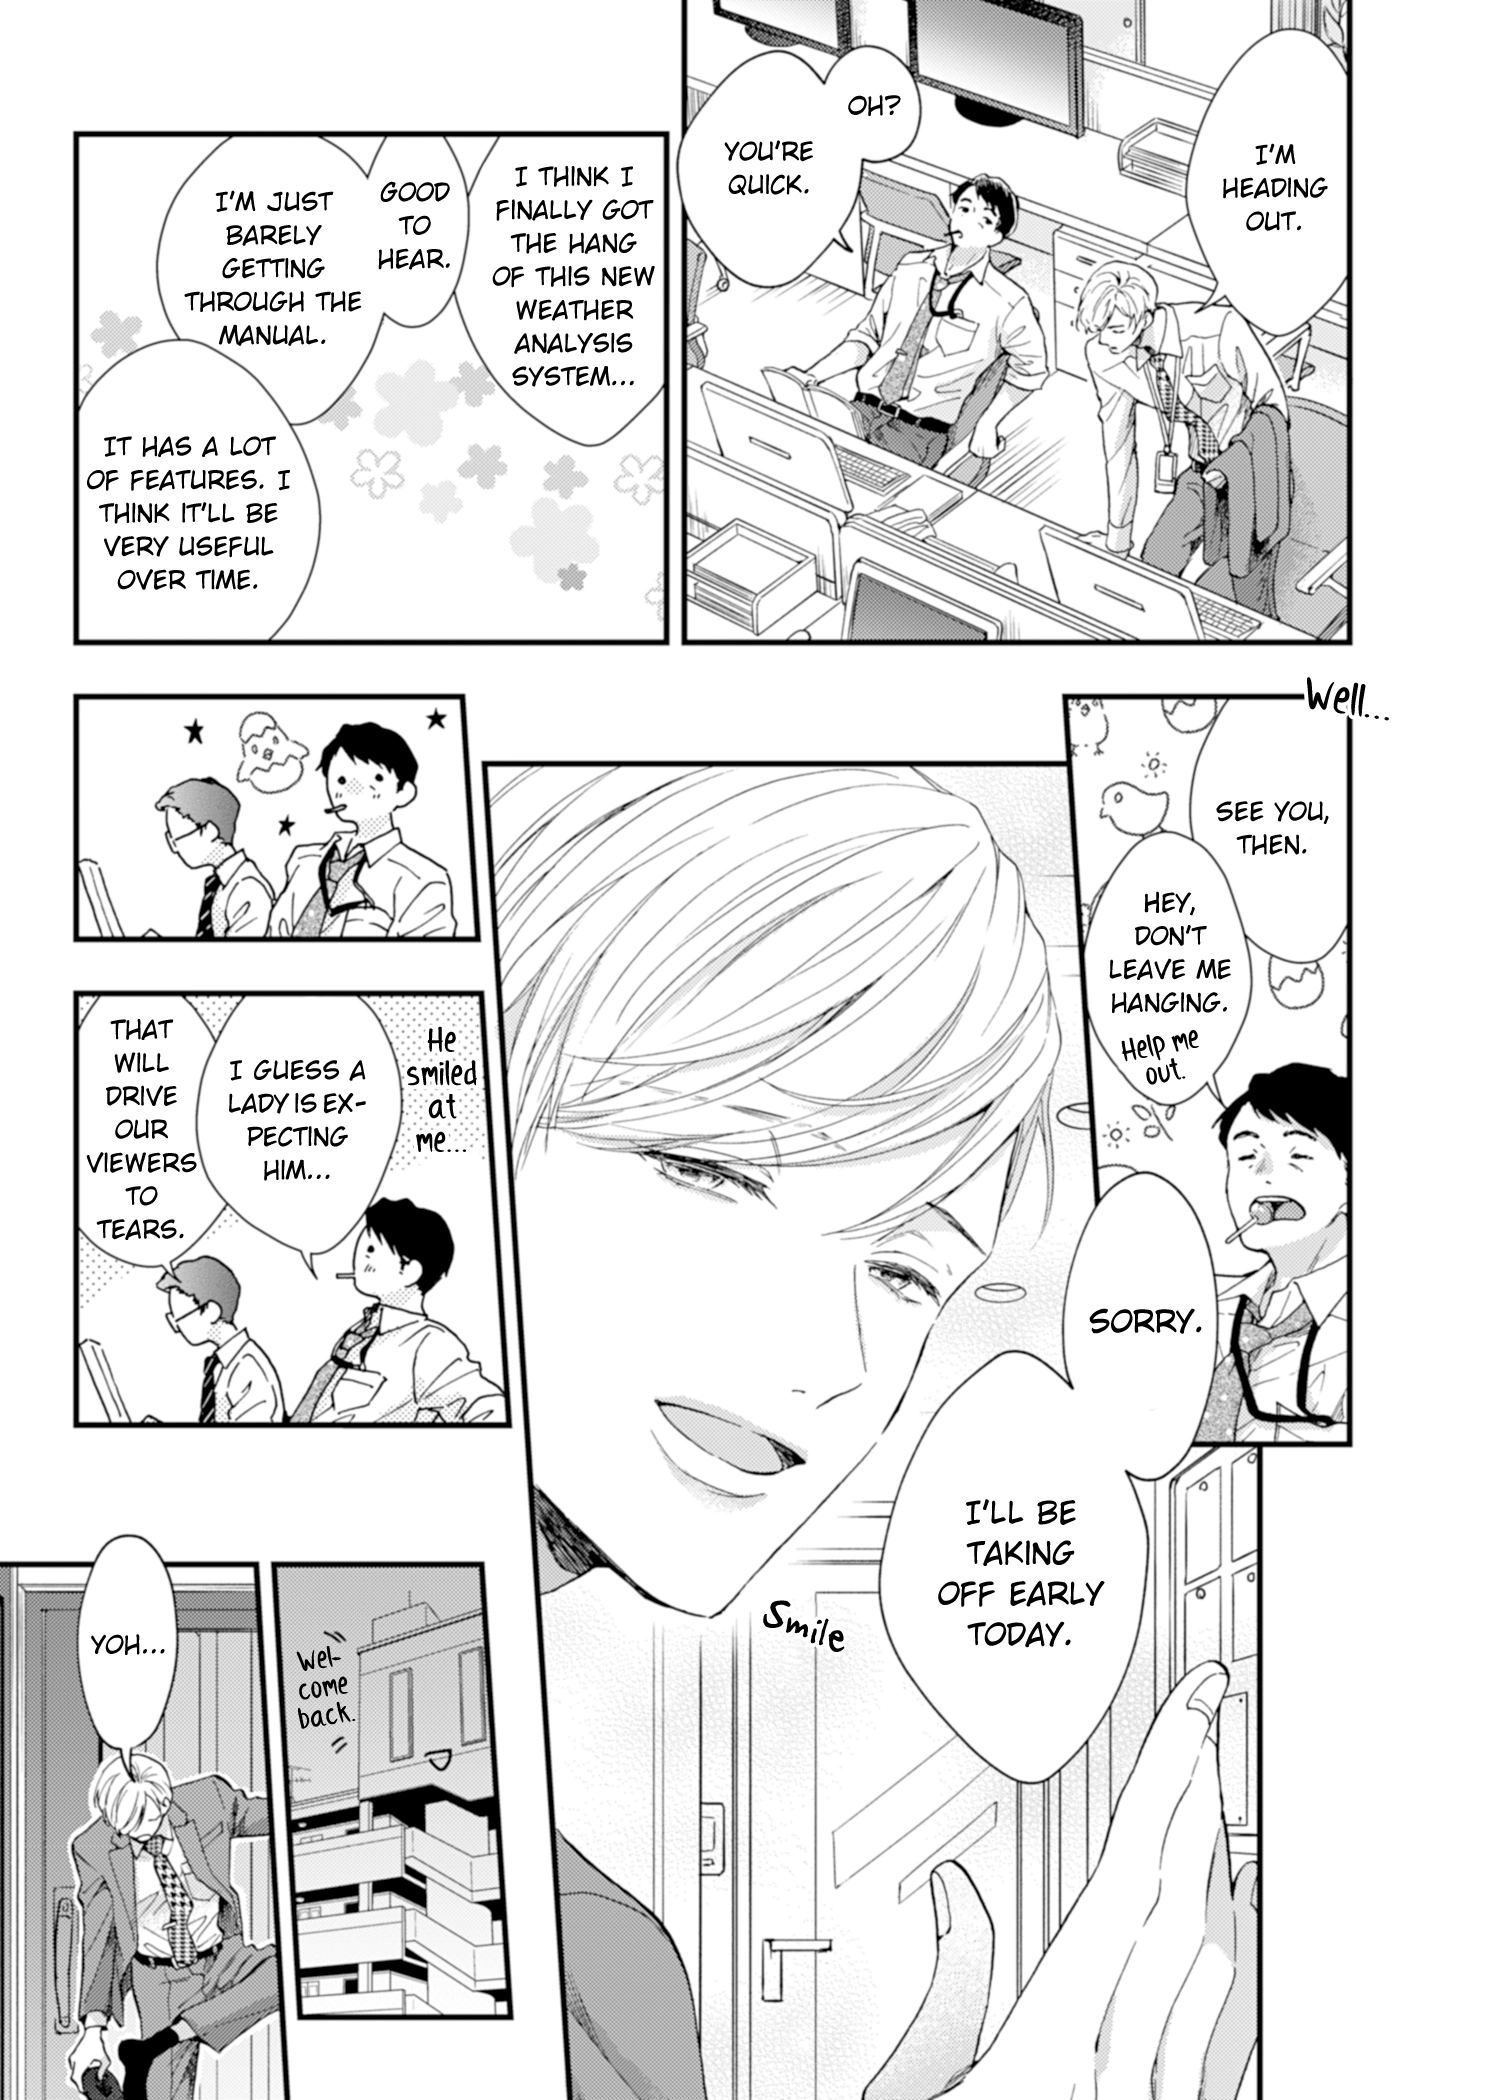 I'M
HEADING
OUT.
OH?
YOU'RE
QUICK.
I THINK I
FINALLY GOT
THE HANG
OF THIS NEW
WEATHER
ANALYSIS
SYSTEM...
GOOD
TO
HEAR.
I'M JUST
BARELY
GETTING
THROUGH THE
MANUAL.
IT HAS A LOT
OF FEATURES. I
THINK IT'LL BE
VERY USEFUL
OVER TIME.
Well...
SEE YOU,
THEN.
HEY,
DON'T
LEAVE ME
HANGING.
Help me
out.
SORRY.
I'LL BE
TAKING
OFF EARLY
TODAY.
Smile
He
smiled
at
me...
I GUESS A
LADY IS EX-
PECTING
HIM...
THAT
WILL
DRIVE
OUR
VIEWERS
TO
TEARS.
Wel-
come
back.
YOH...